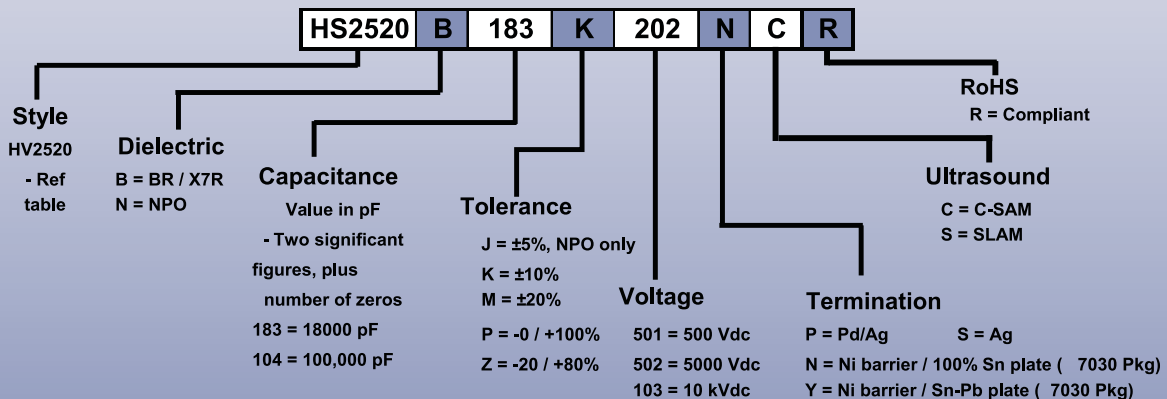 HS2520 B 183 K 202 N C R
Style
HV2520
- Ref
table
Dielectric
B = BR / X7R
N = NPO
Capacitance
Value in pF
- Two significant
figures, plus
number of zeros
183 = 18000 pF
104 = 100,000 pF
Tolerance
J = ±5%, NPO only
K = ±10%
M = ±20%
P = -0 / +100%
Z = -20 / +80%
Voltage
501 = 500 Vdc
502 = 5000 Vdc
103 = 10 kVdc
Termination
P = Pd/Ag S = Ag
N = Ni barrier / 100% Sn plate ( 7030 Pkg)
Y = Ni barrier / Sn-Pb plate ( 7030 Pkg)
Ultrasound
C = C-SAM
S = SLAM
RoHS
R = Compliant